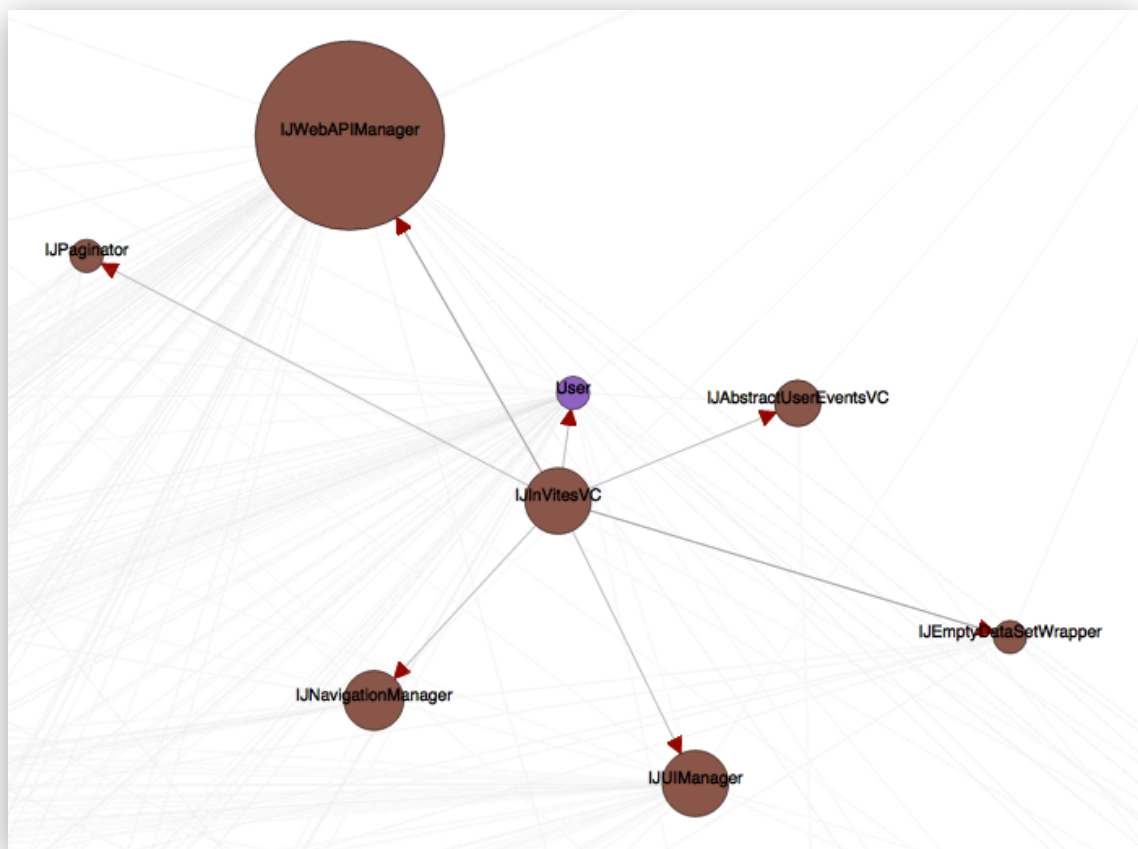 IJWebAPIManager
IJPaginator
User
IJAbstractUserEventsVC
IJInVitesVC
IJEmptyDataSetWrapper
IJNavigationManager
IJUIManager